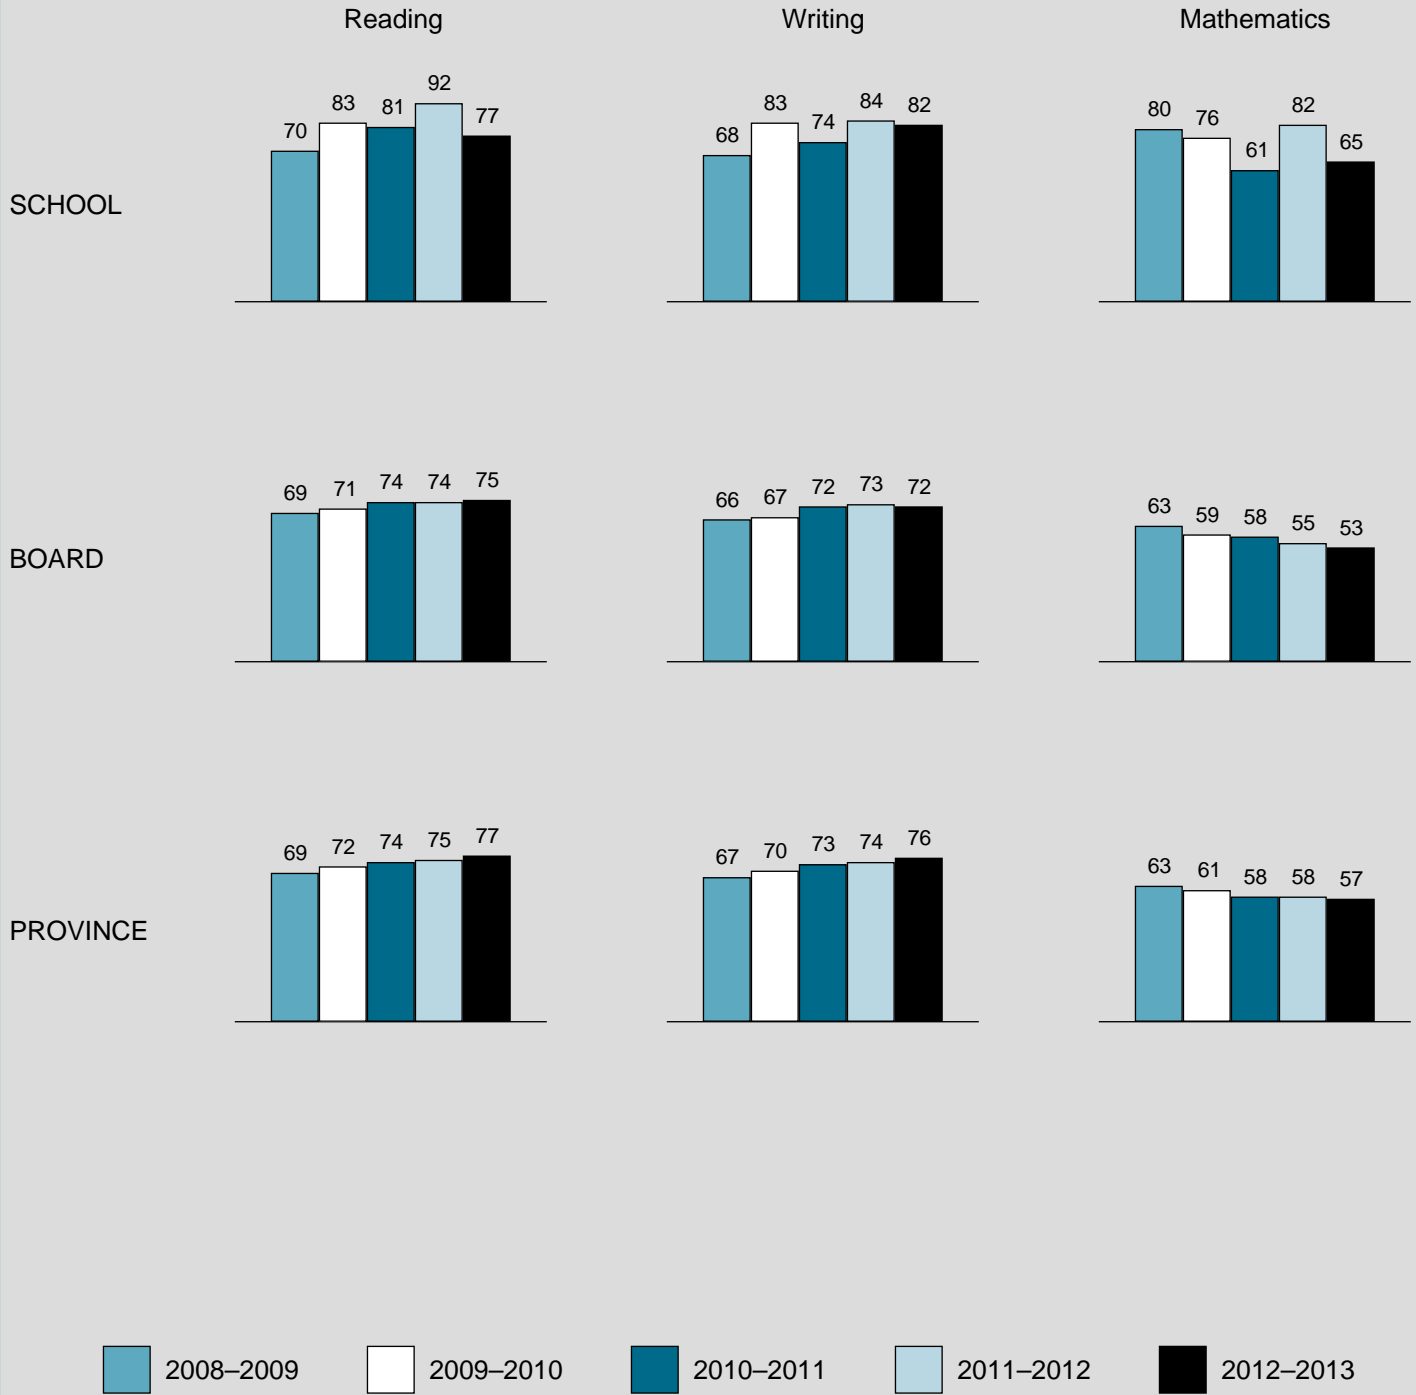 Reading Writing Mathematics
70 83 81 92 77 68 83 74 84 82 80 76 61 82 65
SCHOOL
69 71 74 74 75 66 67 72 73 72 63 59 58 55 53
BOARD
69 72 74 75 77 67 70 73 74 76 63 61 58 58 57
PROVINCE
2008–2009 2009–2010 2010–2011 2011–2012 2012–2013